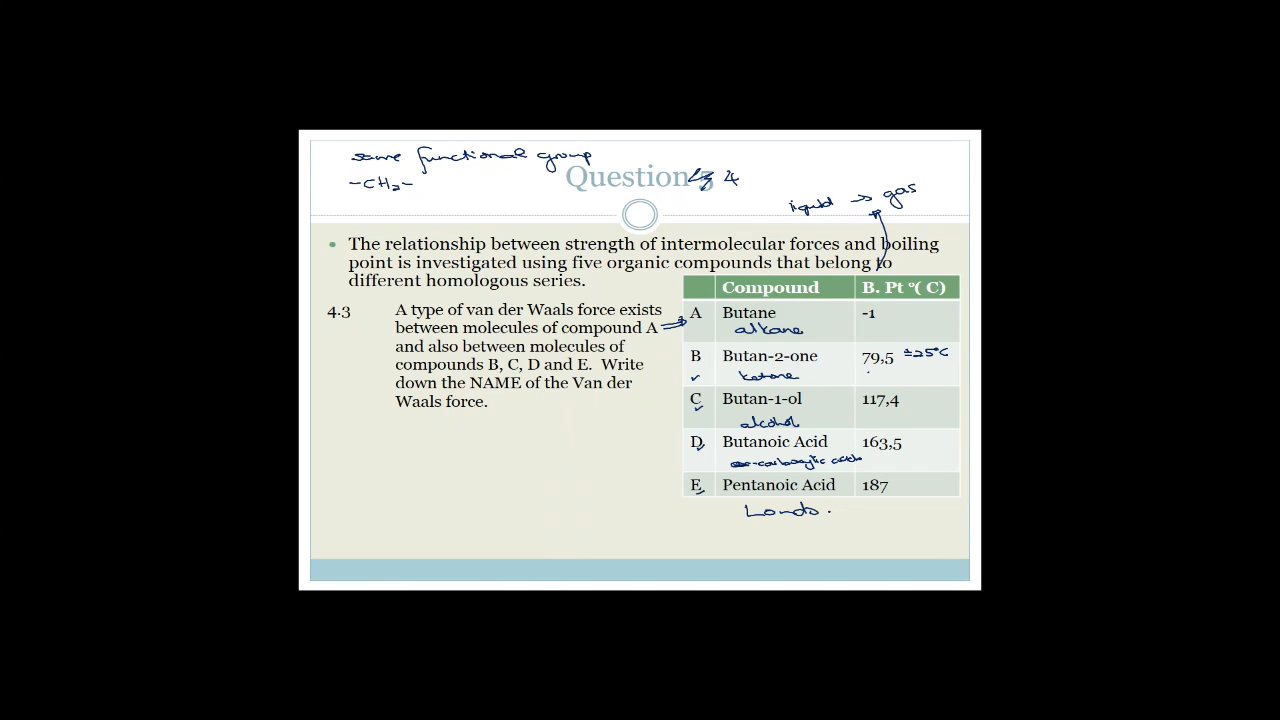 same functional group
-CH₂-
Question 5 4
liquid → gas
• The relationship between strength of intermolecular forces and boiling
point is investigated using five organic compounds that belong to
different homologous series.
4.3 A type of van der Waals force exists
between molecules of compound A
and also between molecules of
compounds B, C, D and E. Write
down the NAME of the Van der
Waals force.
Compound B. Pt º( C)
A Butane -1
alkane
B Butan-2-one 79,5 ±25°C
ketone
C Butan-1-ol 117,4
alcohol
D Butanoic Acid 163,5
carboxylic acids
E Pentanoic Acid 187
Londo